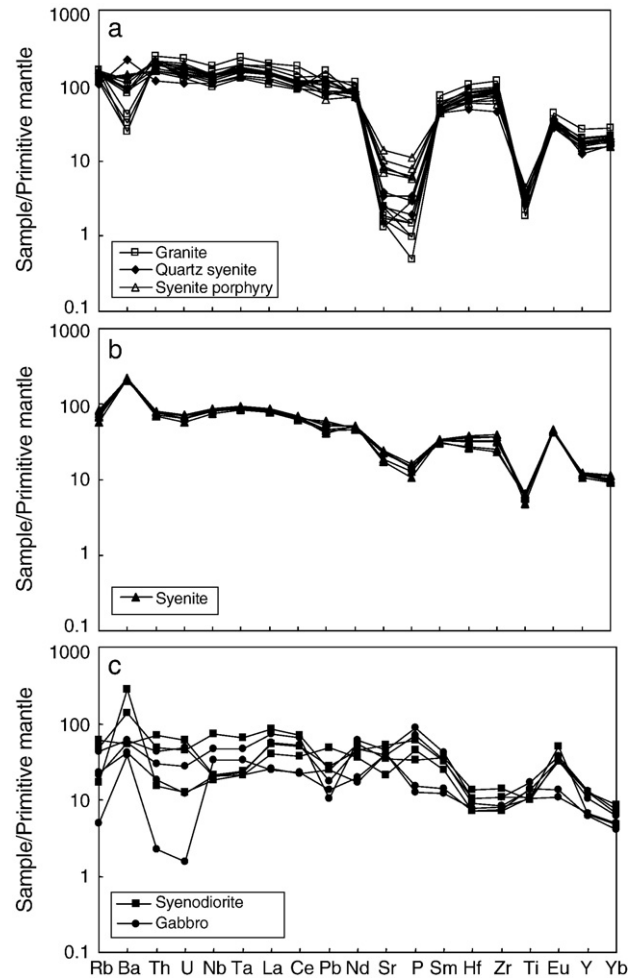 a
1000
100
10
1
0.1
Sample/Primitive mantle
Granite
Quartz syenite
Syenite porphyry
b
1000
100
10
1
0.1
Sample/Primitive mantle
Syenite
c
1000
100
10
1
0.1
Sample/Primitive mantle
Syenodiorite
Gabbro
Rb Ba Th U Nb Ta La Ce Pb Nd Sr P Sm Hf Zr Ti Eu Y Yb